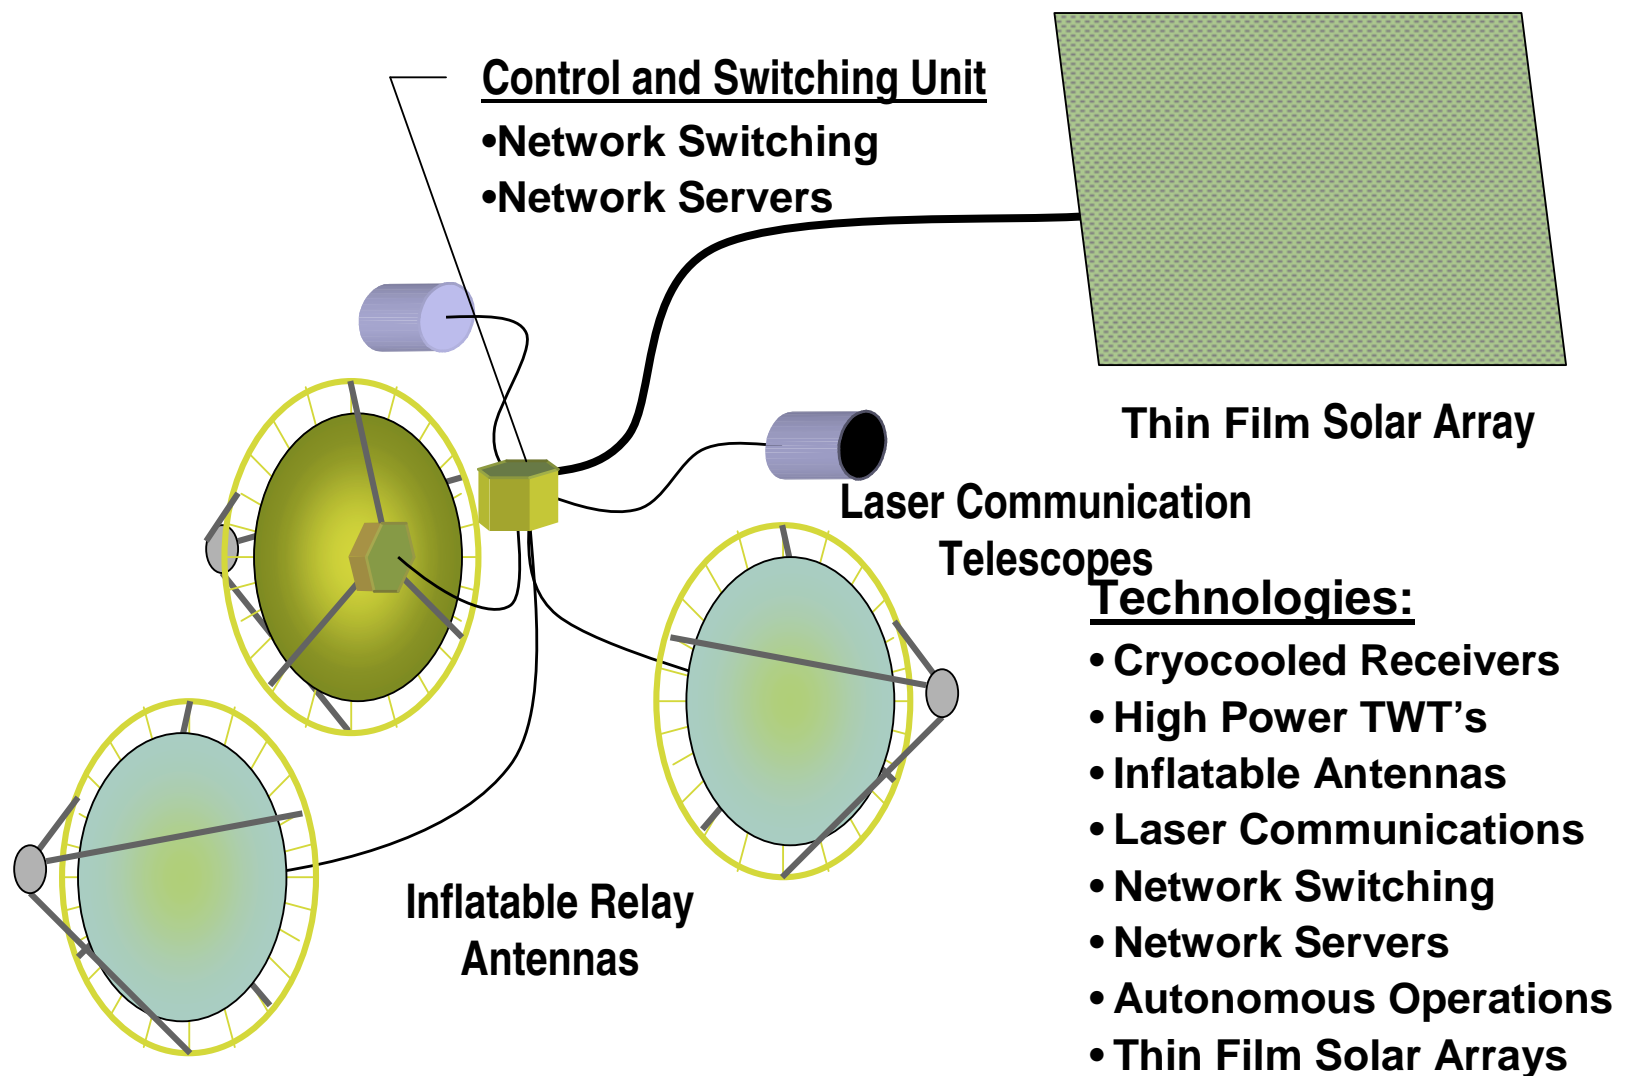 Control and Switching Unit
•Network Switching
•Network Servers
Thin Film Solar Array
Laser Communication
Telescopes
Inflatable Relay
Antennas
Technologies:
• Cryocooled Receivers
• High Power TWT's
• Inflatable Antennas
• Laser Communications
• Network Switching
• Network Servers
• Autonomous Operations
• Thin Film Solar Arrays